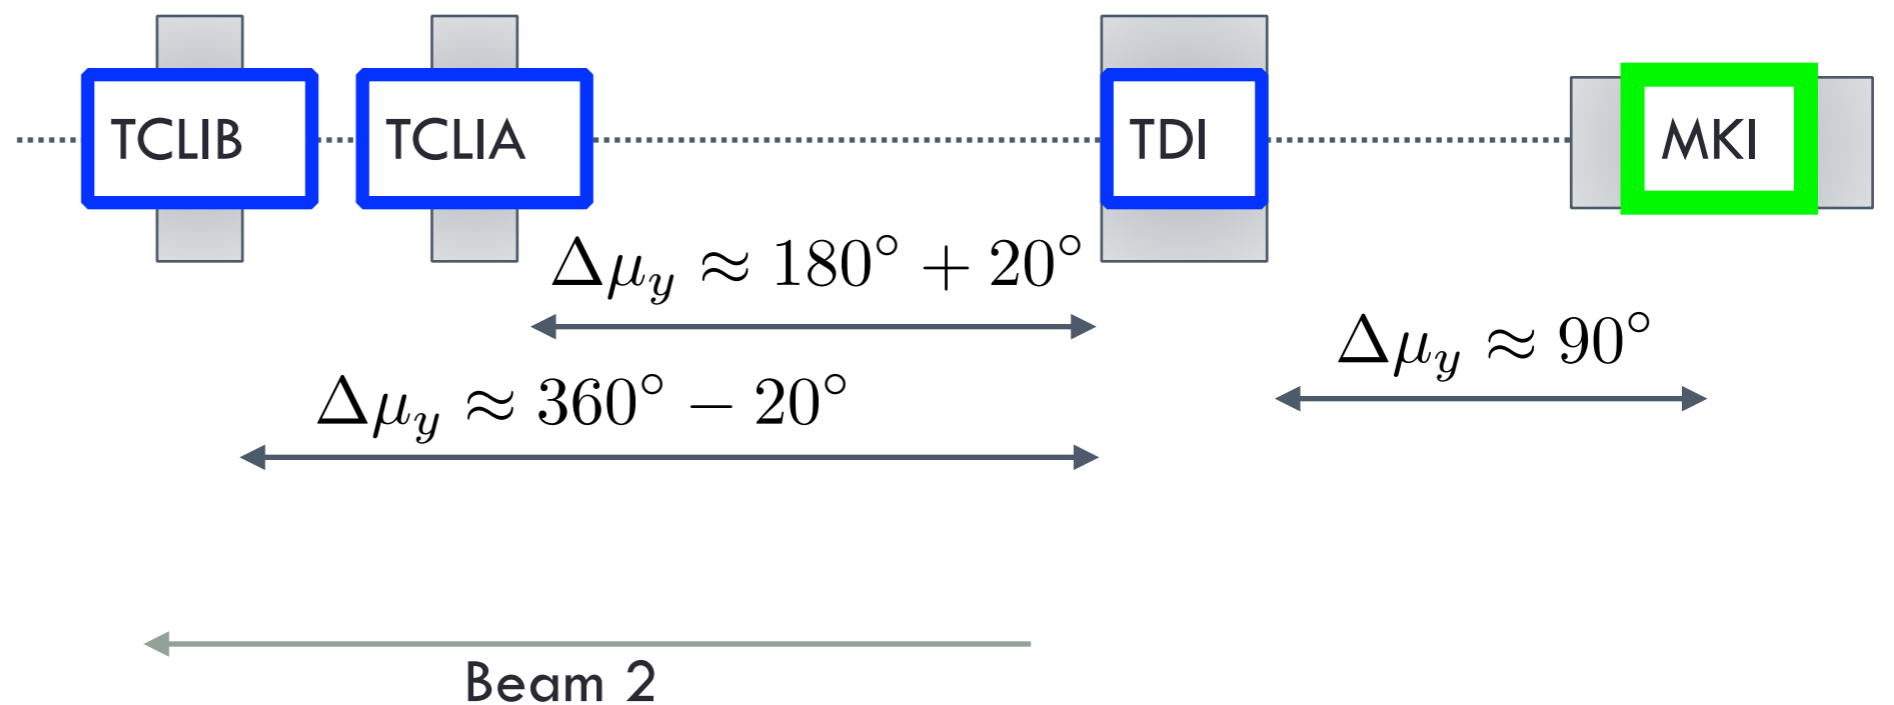 TCLIB TCLIA TDI MKI
Δμ_y ≈ 180° + 20°
Δμ_y ≈ 90°
Δμ_y ≈ 360° − 20°
Beam 2